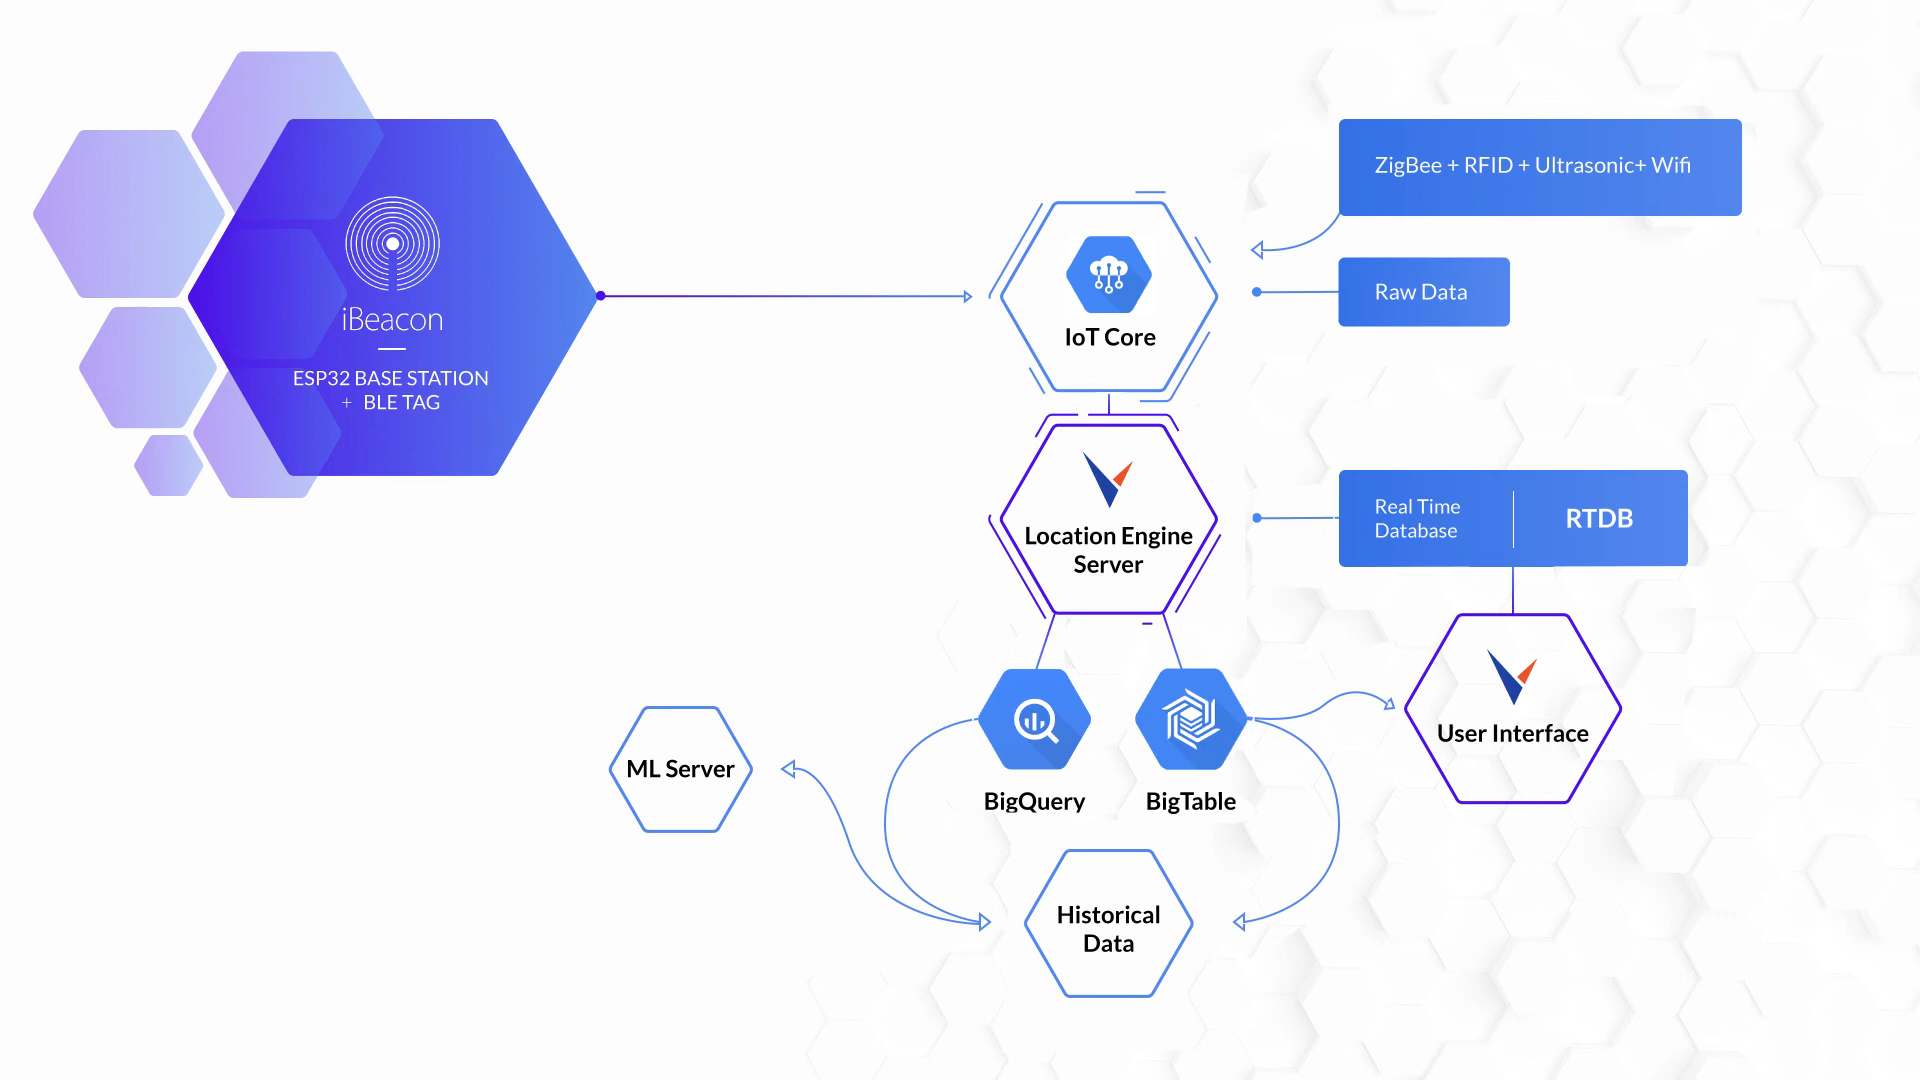 iBeacon
ESP32 BASE STATION
+ BLE TAG
ZigBee + RFID + Ultrasonic+ Wifi
IoT Core
Raw Data
Location Engine
Server
Real Time
Database
RTDB
User Interface
ML Server
BigQuery
BigTable
Historical
Data